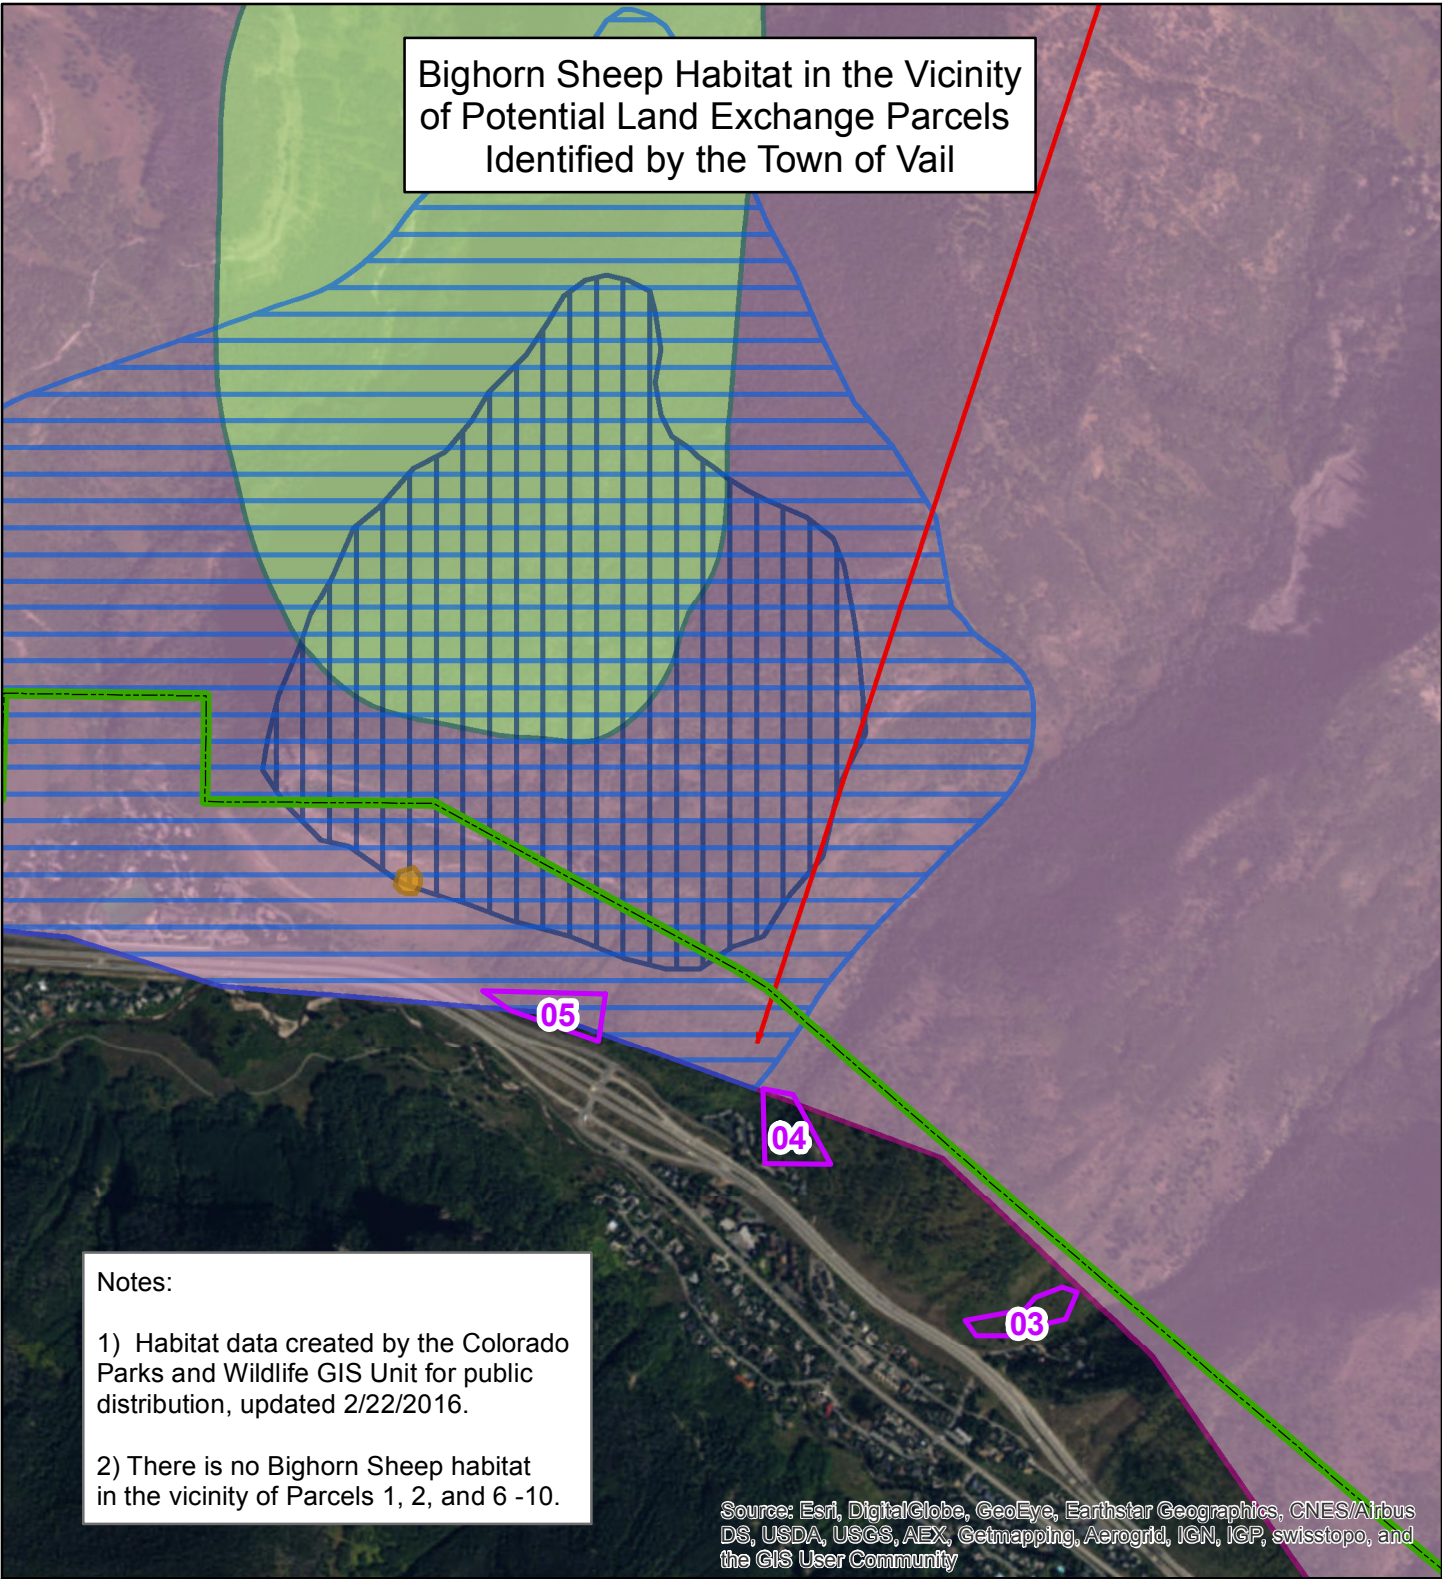 Bighorn Sheep Habitat in the Vicinity
of Potential Land Exchange Parcels
Identified by the Town of Vail
05
04
03
Notes:
1) Habitat data created by the Colorado
Parks and Wildlife GIS Unit for public
distribution, updated 2/22/2016.
2) There is no Bighorn Sheep habitat
in the vicinity of Parcels 1, 2, and 6 -10.
Source: Esri, DigitalGlobe, GeoEye, Earthstar Geographics, CNES/Airbus
DS, USDA, USGS, AEX, Getmapping, Aerogrid, IGN, IGP, swisstopo, and
the GIS User Community